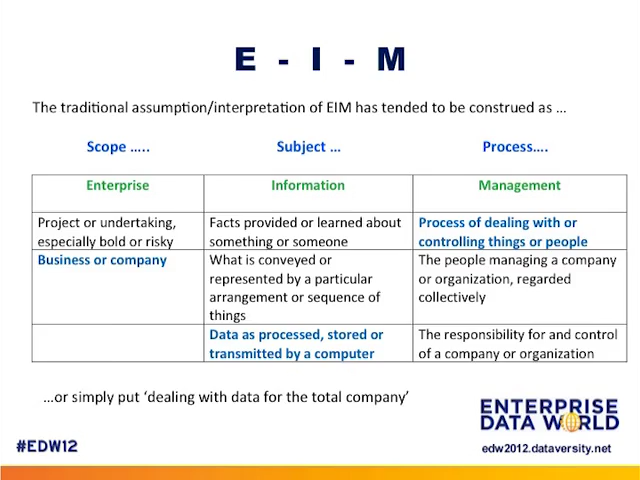 E - I - M
The traditional assumption/interpretation of EIM has tended to be construed as …
Scope ….. Subject … Process….
Enterprise Information Management
Project or undertaking,
especially bold or risky
Facts provided or learned about
something or someone
Process of dealing with or
controlling things or people
Business or company
What is conveyed or
represented by a particular
arrangement or sequence of
things
The people managing a company
or organization, regarded
collectively
Data as processed, stored or
transmitted by a computer
The responsibility for and control
of a company or organization
…or simply put ‘dealing with data for the total company’
ENTERPRISE
DATA WORLD
#EDW12
edw2012.dataversity.net